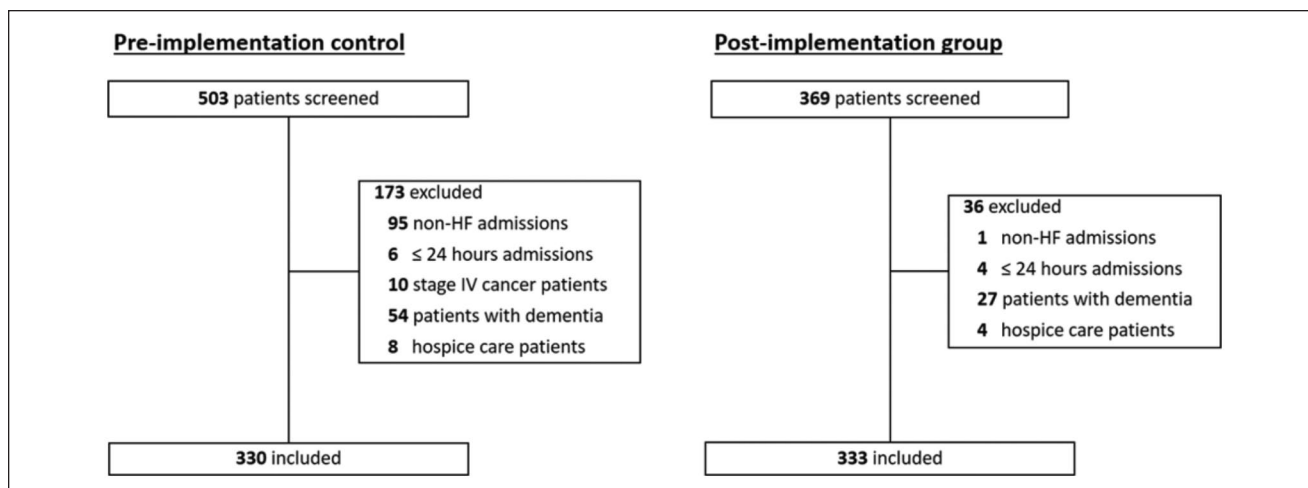 Pre-implementation control
503 patients screened
173 excluded
95 non-HF admissions
6 ≤ 24 hours admissions
10 stage IV cancer patients
54 patients with dementia
8 hospice care patients
330 included
Post-implementation group
369 patients screened
36 excluded
1 non-HF admissions
4 ≤ 24 hours admissions
27 patients with dementia
4 hospice care patients
333 included